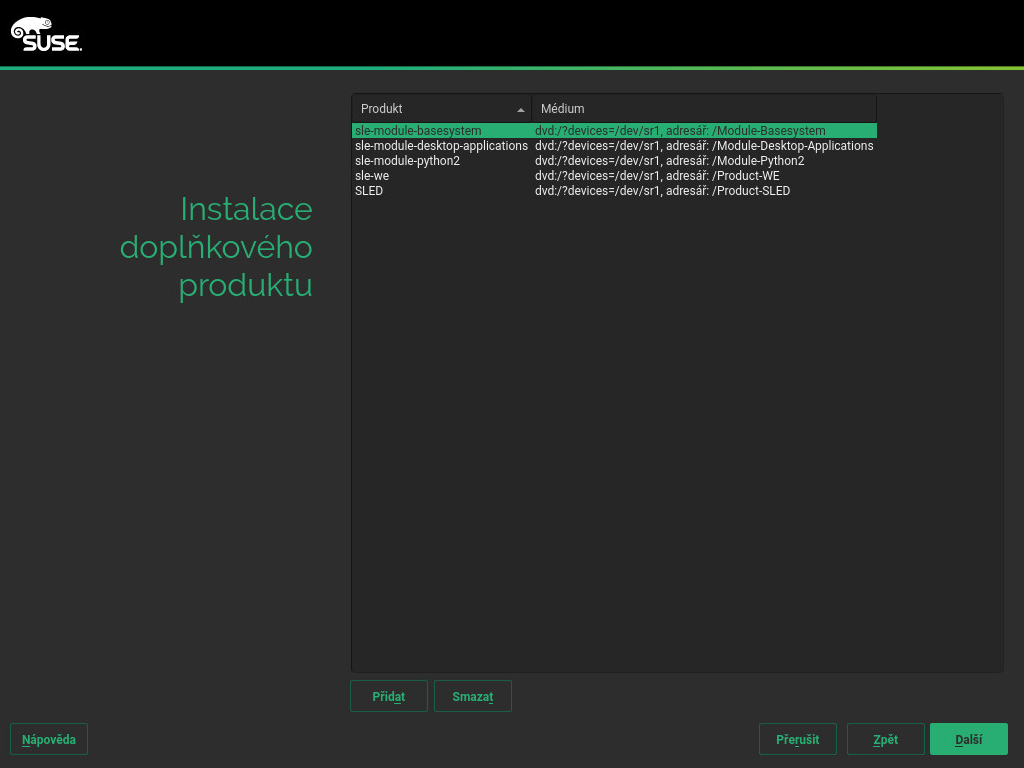 SUSE.
Instalace
doplňkového
produktu
Produkt Médium
sle-module-basesystem dvd:/?devices=/dev/sr1, adresář: /Module-Basesystem
sle-module-desktop-applications dvd:/?devices=/dev/sr1, adresář: /Module-Desktop-Applications
sle-module-python2 dvd:/?devices=/dev/sr1, adresář: /Module-Python2
sle-we dvd:/?devices=/dev/sr1, adresář: /Product-WE
SLED dvd:/?devices=/dev/sr1, adresář: /Product-SLED
Přidat Smazat
Nápověda Přerušit Zpět Další